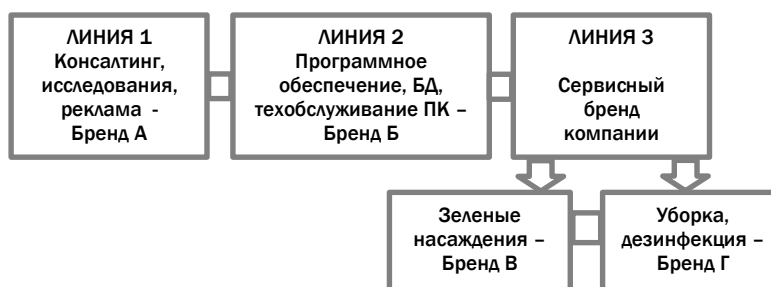 ЛИНИЯ 1
Консалтинг,
исследования,
реклама -
Бренд А
ЛИНИЯ 2
Программное
обеспечение, БД,
техобслуживание ПК –
Бренд Б
ЛИНИЯ 3
Сервисный
бренд
компании
Зеленые
насаждения –
Бренд В
Уборка,
дезинфекция –
Бренд Г